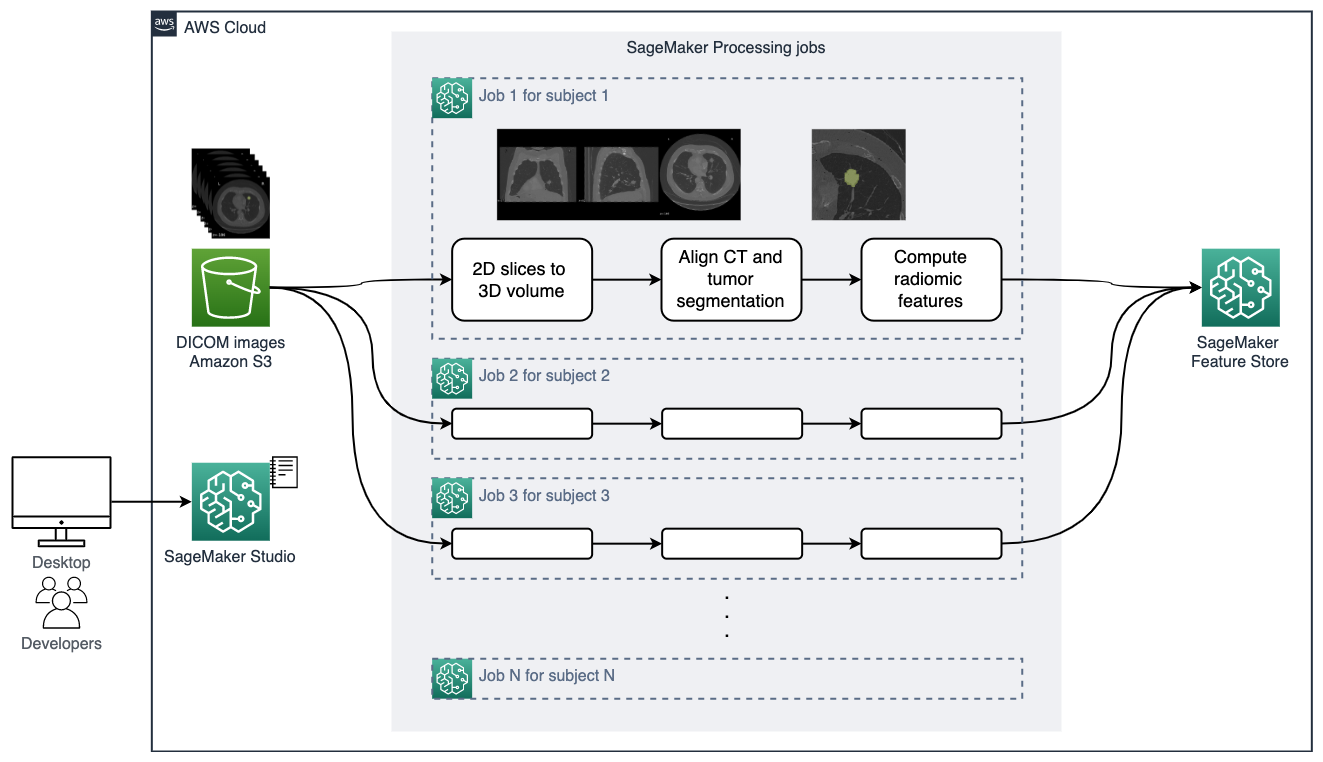 aws
AWS Cloud
SageMaker Processing jobs
Job 1 for subject 1
2D slices to
3D volume
Align CT and
tumor
segmentation
Compute
radiomic
features
DICOM images
Amazon S3
SageMaker
Feature Store
Job 2 for subject 2
Job 3 for subject 3
SageMaker Studio
Desktop
Developers
.
.
.
Job N for subject N